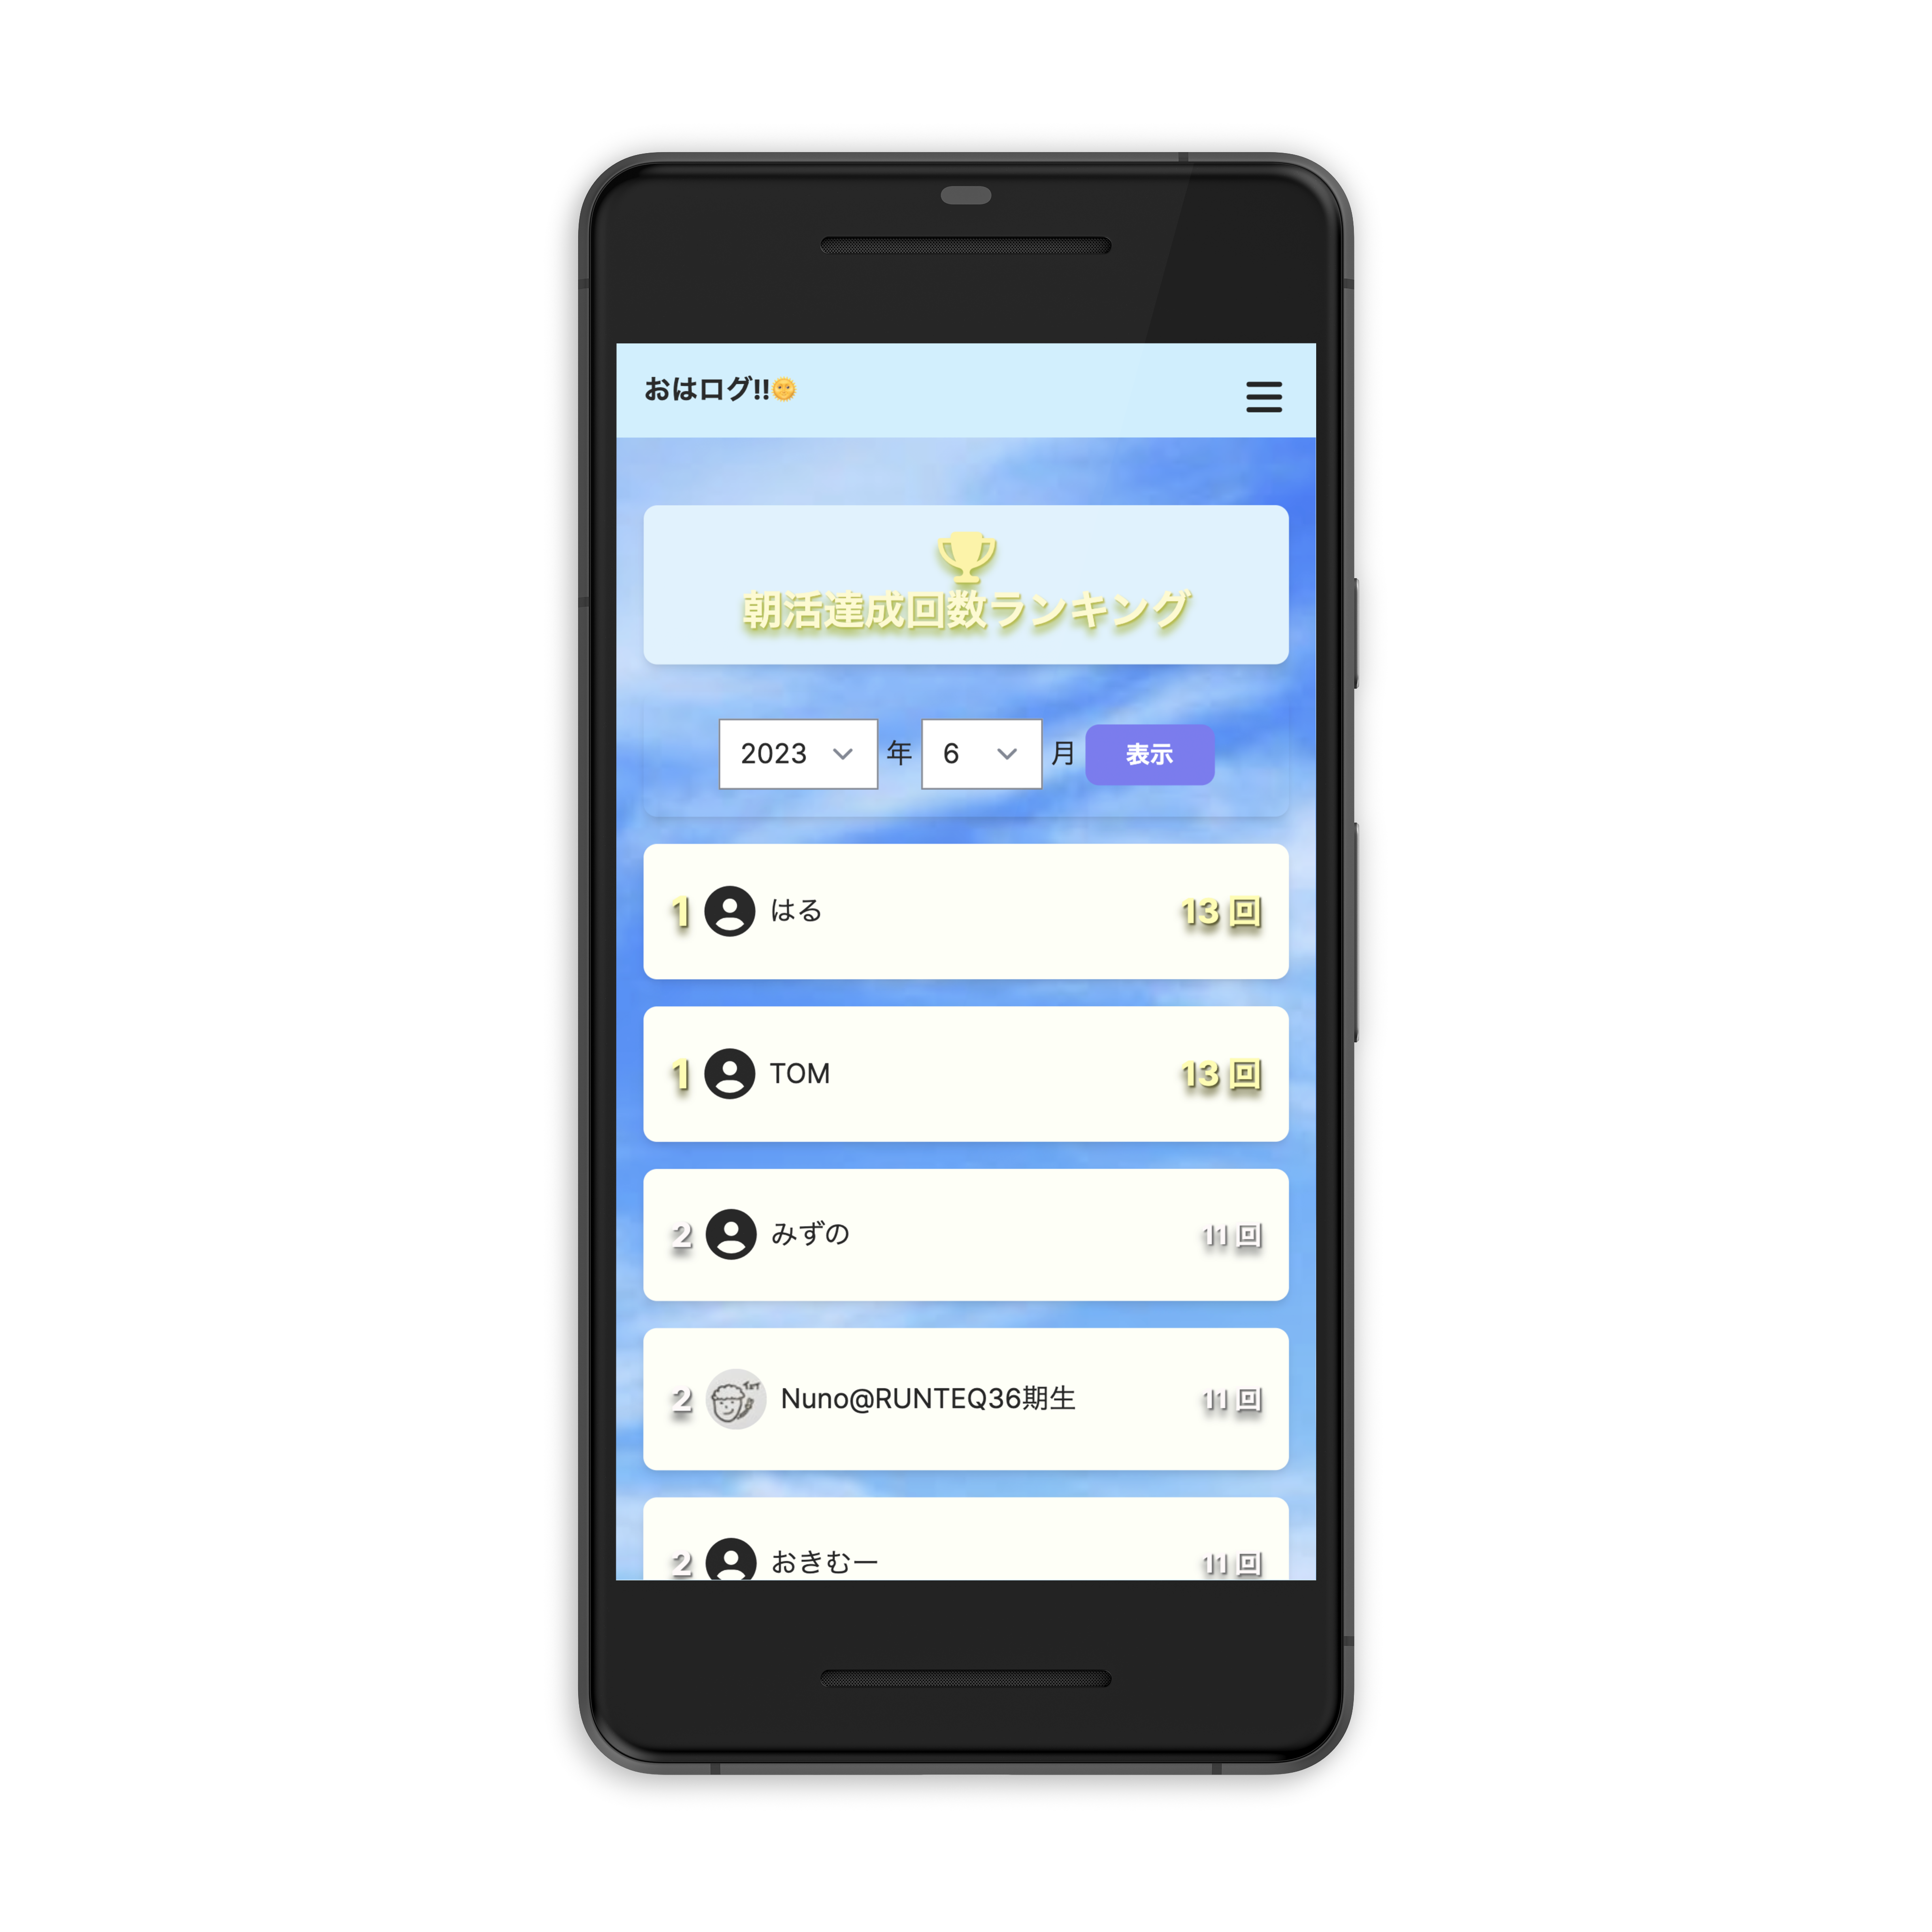 おはログ!!🌞
朝活達成回数ランキング
2023 年 6 月 表示
1 はる 13 回
1 TOM 13 回
2 みずの 11 回
2 Nuno@RUNTEQ36期生 11 回
2 おきむー 11 回